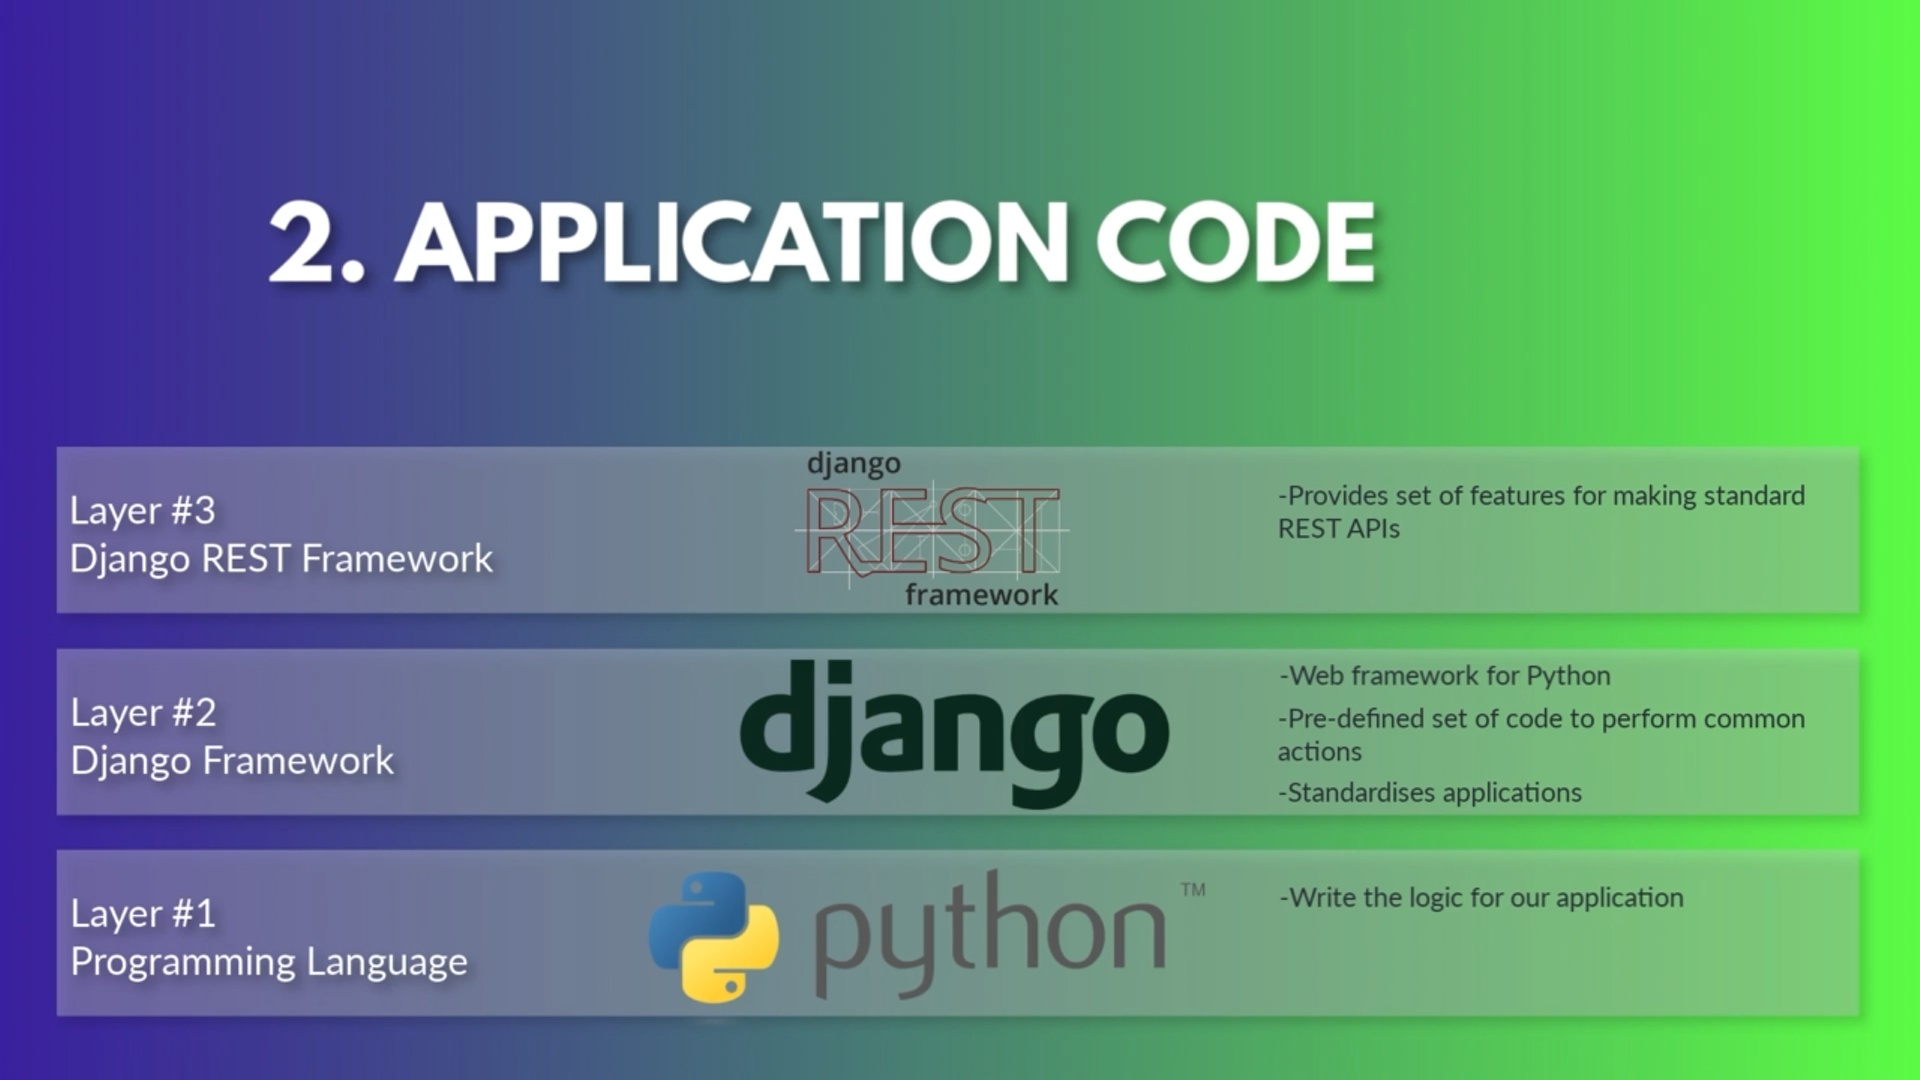 2. APPLICATION CODE
Layer #3
Django REST Framework
django
REST
framework
-Provides set of features for making standard
REST APIs
Layer #2
Django Framework
django
-Web framework for Python
-Pre-defined set of code to perform common
actions
-Standardises applications
Layer #1
Programming Language
python™
-Write the logic for our application